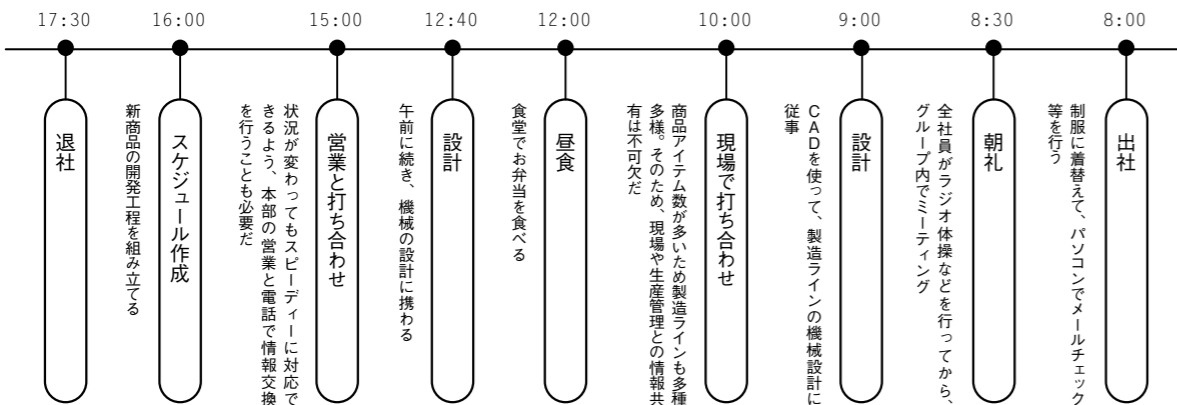 8:00
出社
制服に着替えて、パソコンでメールチェック
等を行う
8:30
朝礼
全社員がラジオ体操などを行ってから、
グループ内でミーティング
9:00
設計
CADを使って、製造ラインの機械設計に
従事
10:00
現場で打ち合わせ
商品アイテム数が多いため製造ラインも多種
多様。そのため、現場や生産管理との情報共
有は不可欠だ
12:00
昼食
食堂でお弁当を食べる
12:40
設計
午前に続き、機械の設計に携わる
15:00
営業と打ち合わせ
状況が変わってもスピーディーに対応で
きるよう、本部の営業と電話で情報交換
を行うことも必要だ
16:00
スケジュール作成
新商品の開発工程を組み立てる
17:30
退社